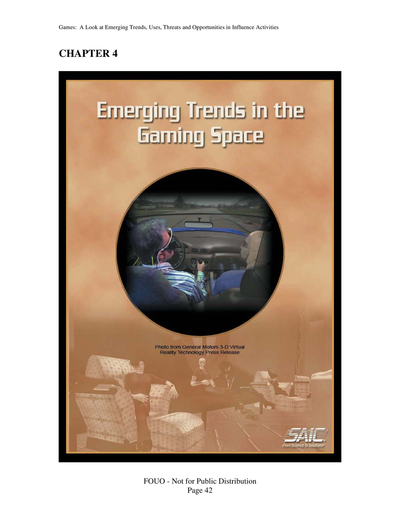 Games: A Look at Emerging Trends, Uses, Threats and Opportunities in Influence Activities
CHAPTER 4
Emerging Trends in the
Gaming Space
Photo from General Motors 3-D Virtual
Reality Technology Press Release
SAIC
FOUO - Not for Public Distribution
Page 42